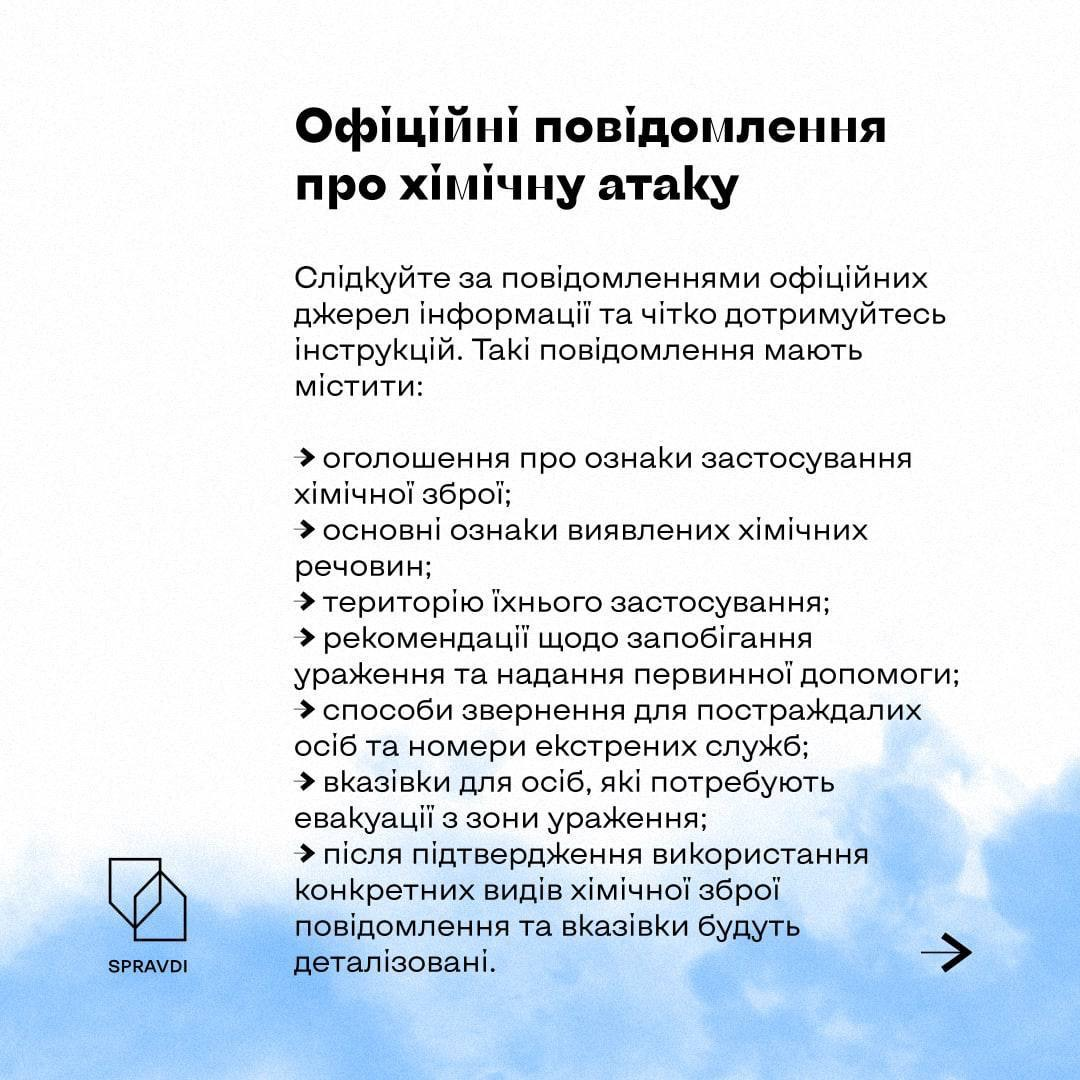 Офіційні повідомлення
про хімічну атаку
Слідкуйте за повідомленнями офіційних
джерел інформації та чітко дотримуйтесь
інструкцій. Такі повідомлення мають
містити:
→ оголошення про ознаки застосування
хімічної зброї;
→ основні ознаки виявлених хімічних
речовин;
→ територію їхнього застосування;
→ рекомендації щодо запобігання
ураження та надання первинної допомоги;
→ способи звернення для постраждалих
осіб та номери екстрених служб;
→ вказівки для осіб, які потребують
евакуації з зони ураження;
→ після підтвердження використання
конкретних видів хімічної зброї
повідомлення та вказівки будуть
деталізовані.
SPRAVDI